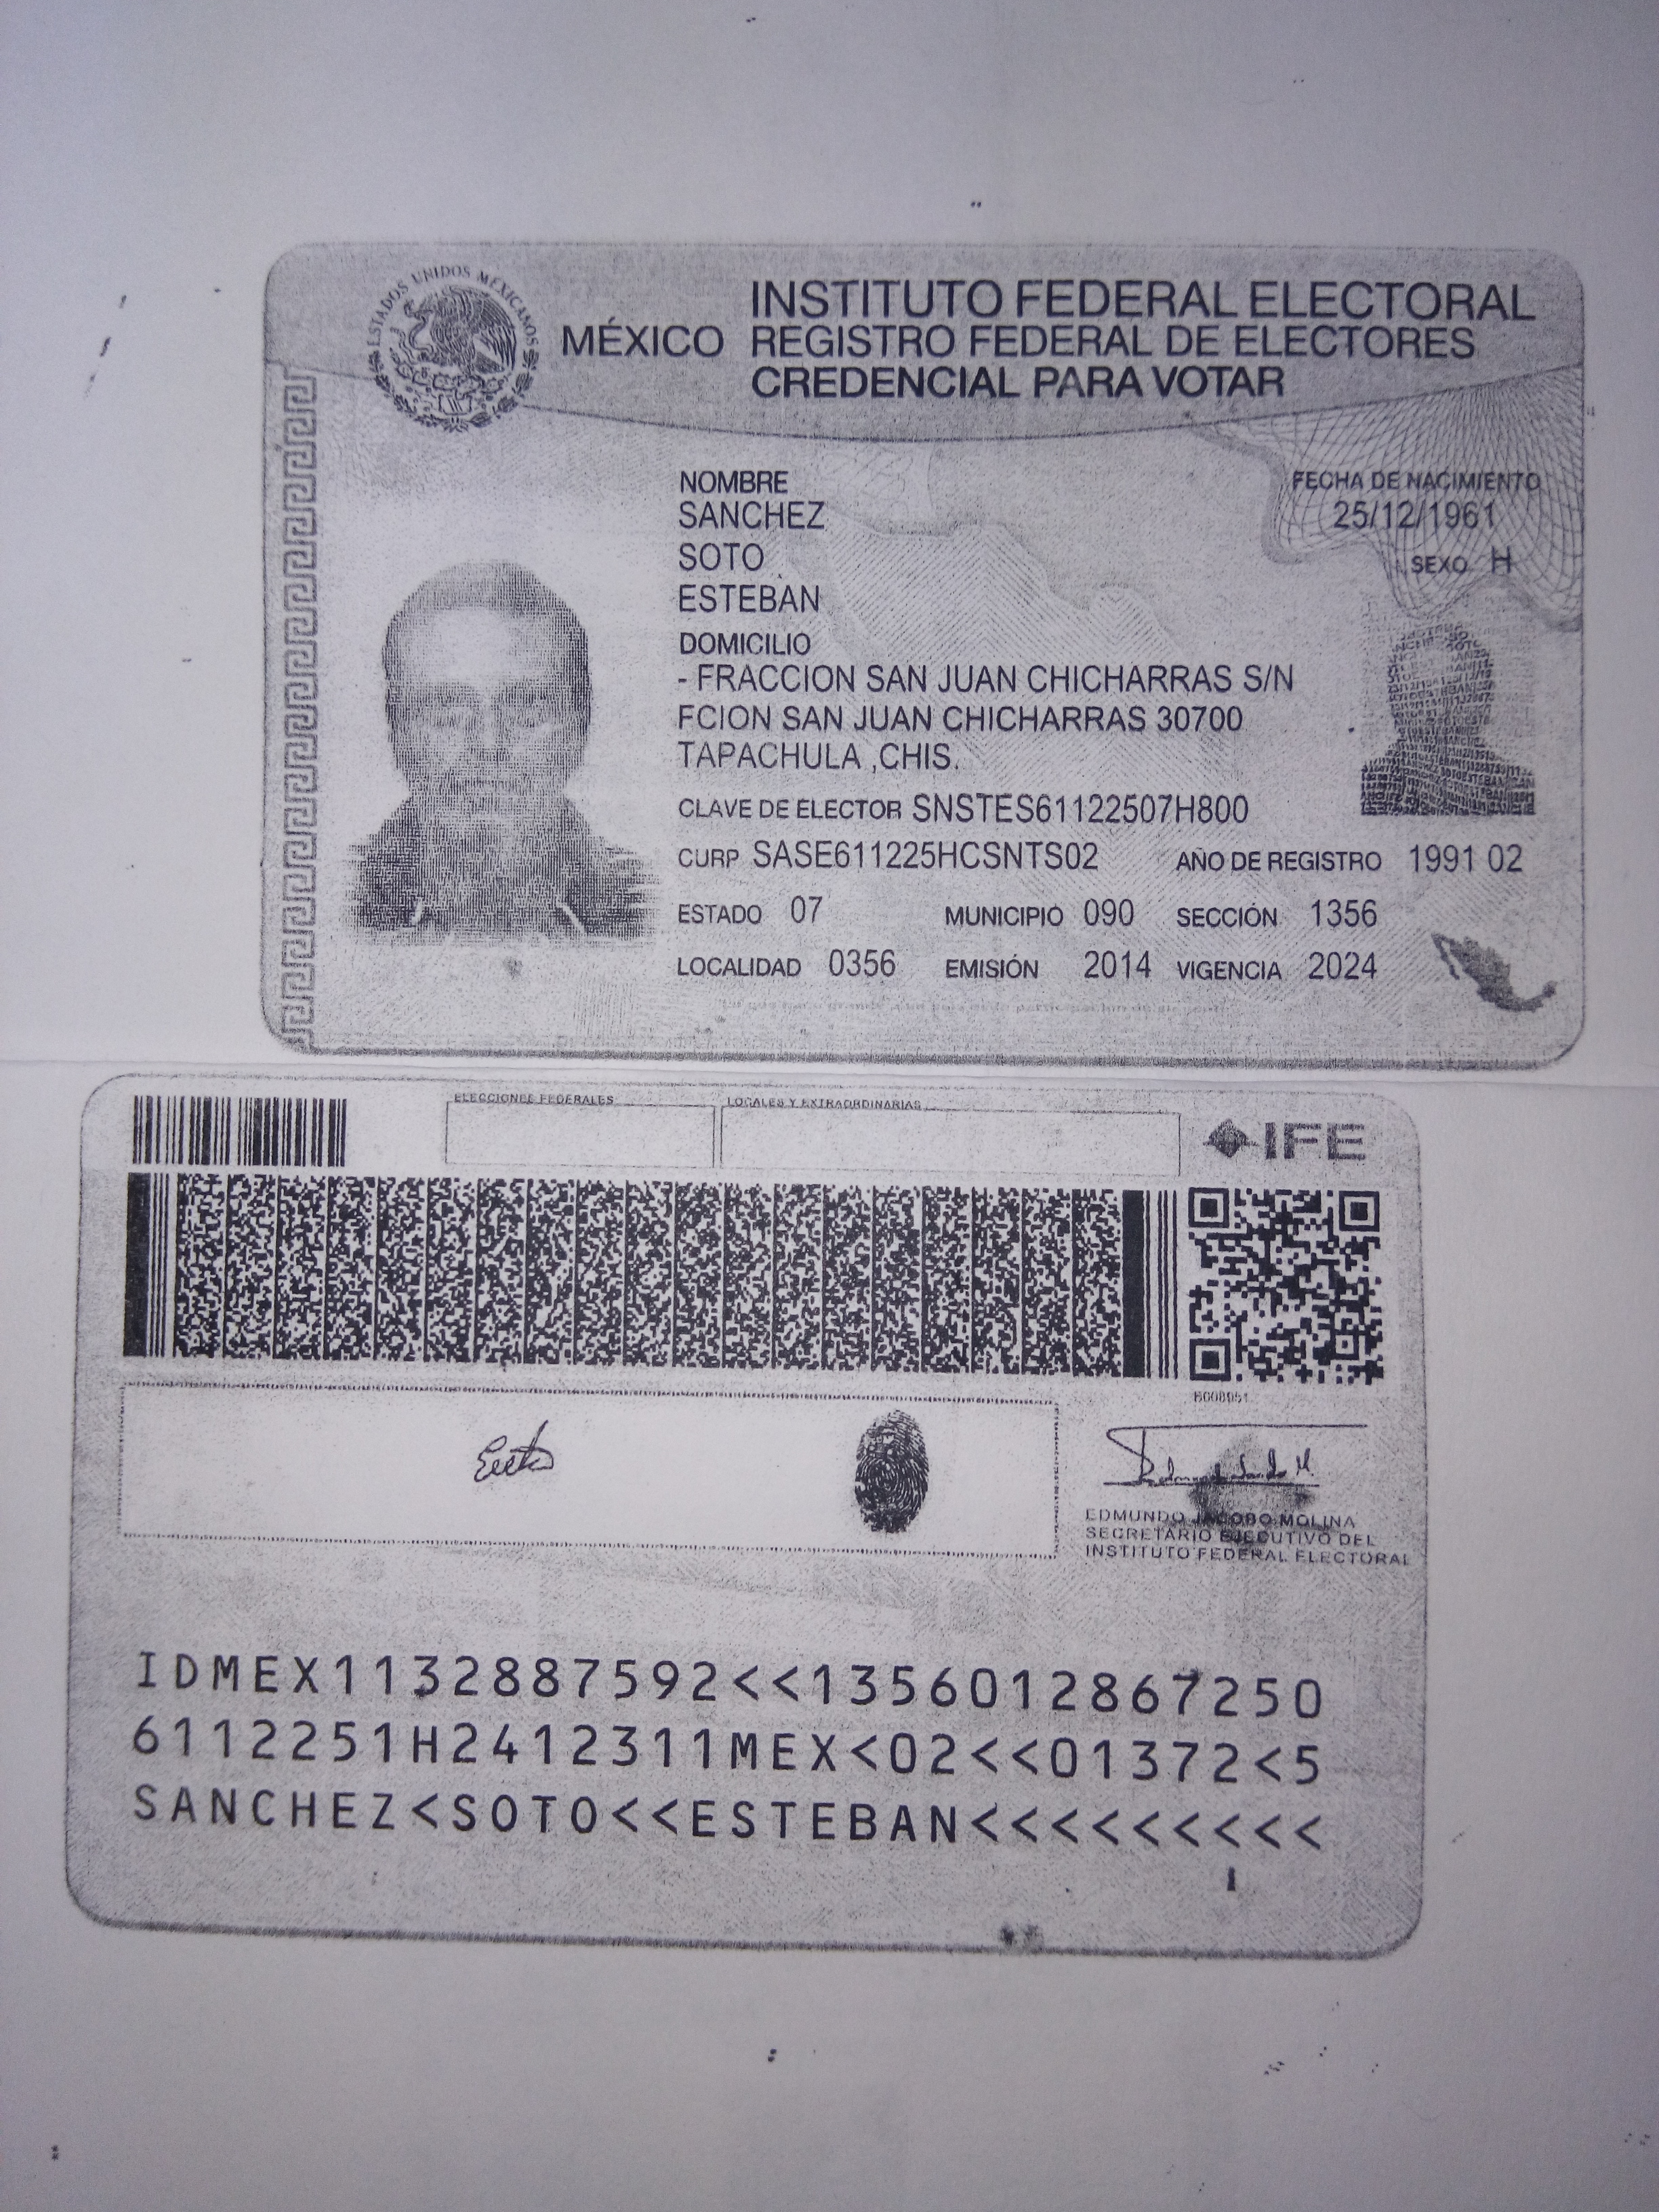 ESTADOS UNIDOS MEXICANOS
MÉXICO
INSTITUTO FEDERAL ELECTORAL
REGISTRO FEDERAL DE ELECTORES
CREDENCIAL PARA VOTAR
NOMBRE
SANCHEZ
SOTO
ESTEBAN
FECHA DE NACIMIENTO
25/12/1961
SEXO H
DOMICILIO
- FRACCION SAN JUAN CHICHARRAS S/N
FCION SAN JUAN CHICHARRAS 30700
TAPACHULA ,CHIS.
CLAVE DE ELECTOR SNSTES61122507H800
CURP SASE611225HCSNTS02 AÑO DE REGISTRO 1991 02
ESTADO 07 MUNICIPIO 090 SECCIÓN 1356
LOCALIDAD 0356 EMISIÓN 2014 VIGENCIA 2024
ELECCIONES FEDERALES LOCALES Y EXTRAORDINARIAS
IFE
EDMUNDO JACOBO MOLINA
SECRETARIO EJECUTIVO DEL
INSTITUTO FEDERAL ELECTORAL
IDMEX1132887592<<1356012867250
6112251H2412311MEX<02<<01372<5
SANCHEZ<SOTO<<ESTEBAN<<<<<<<<<